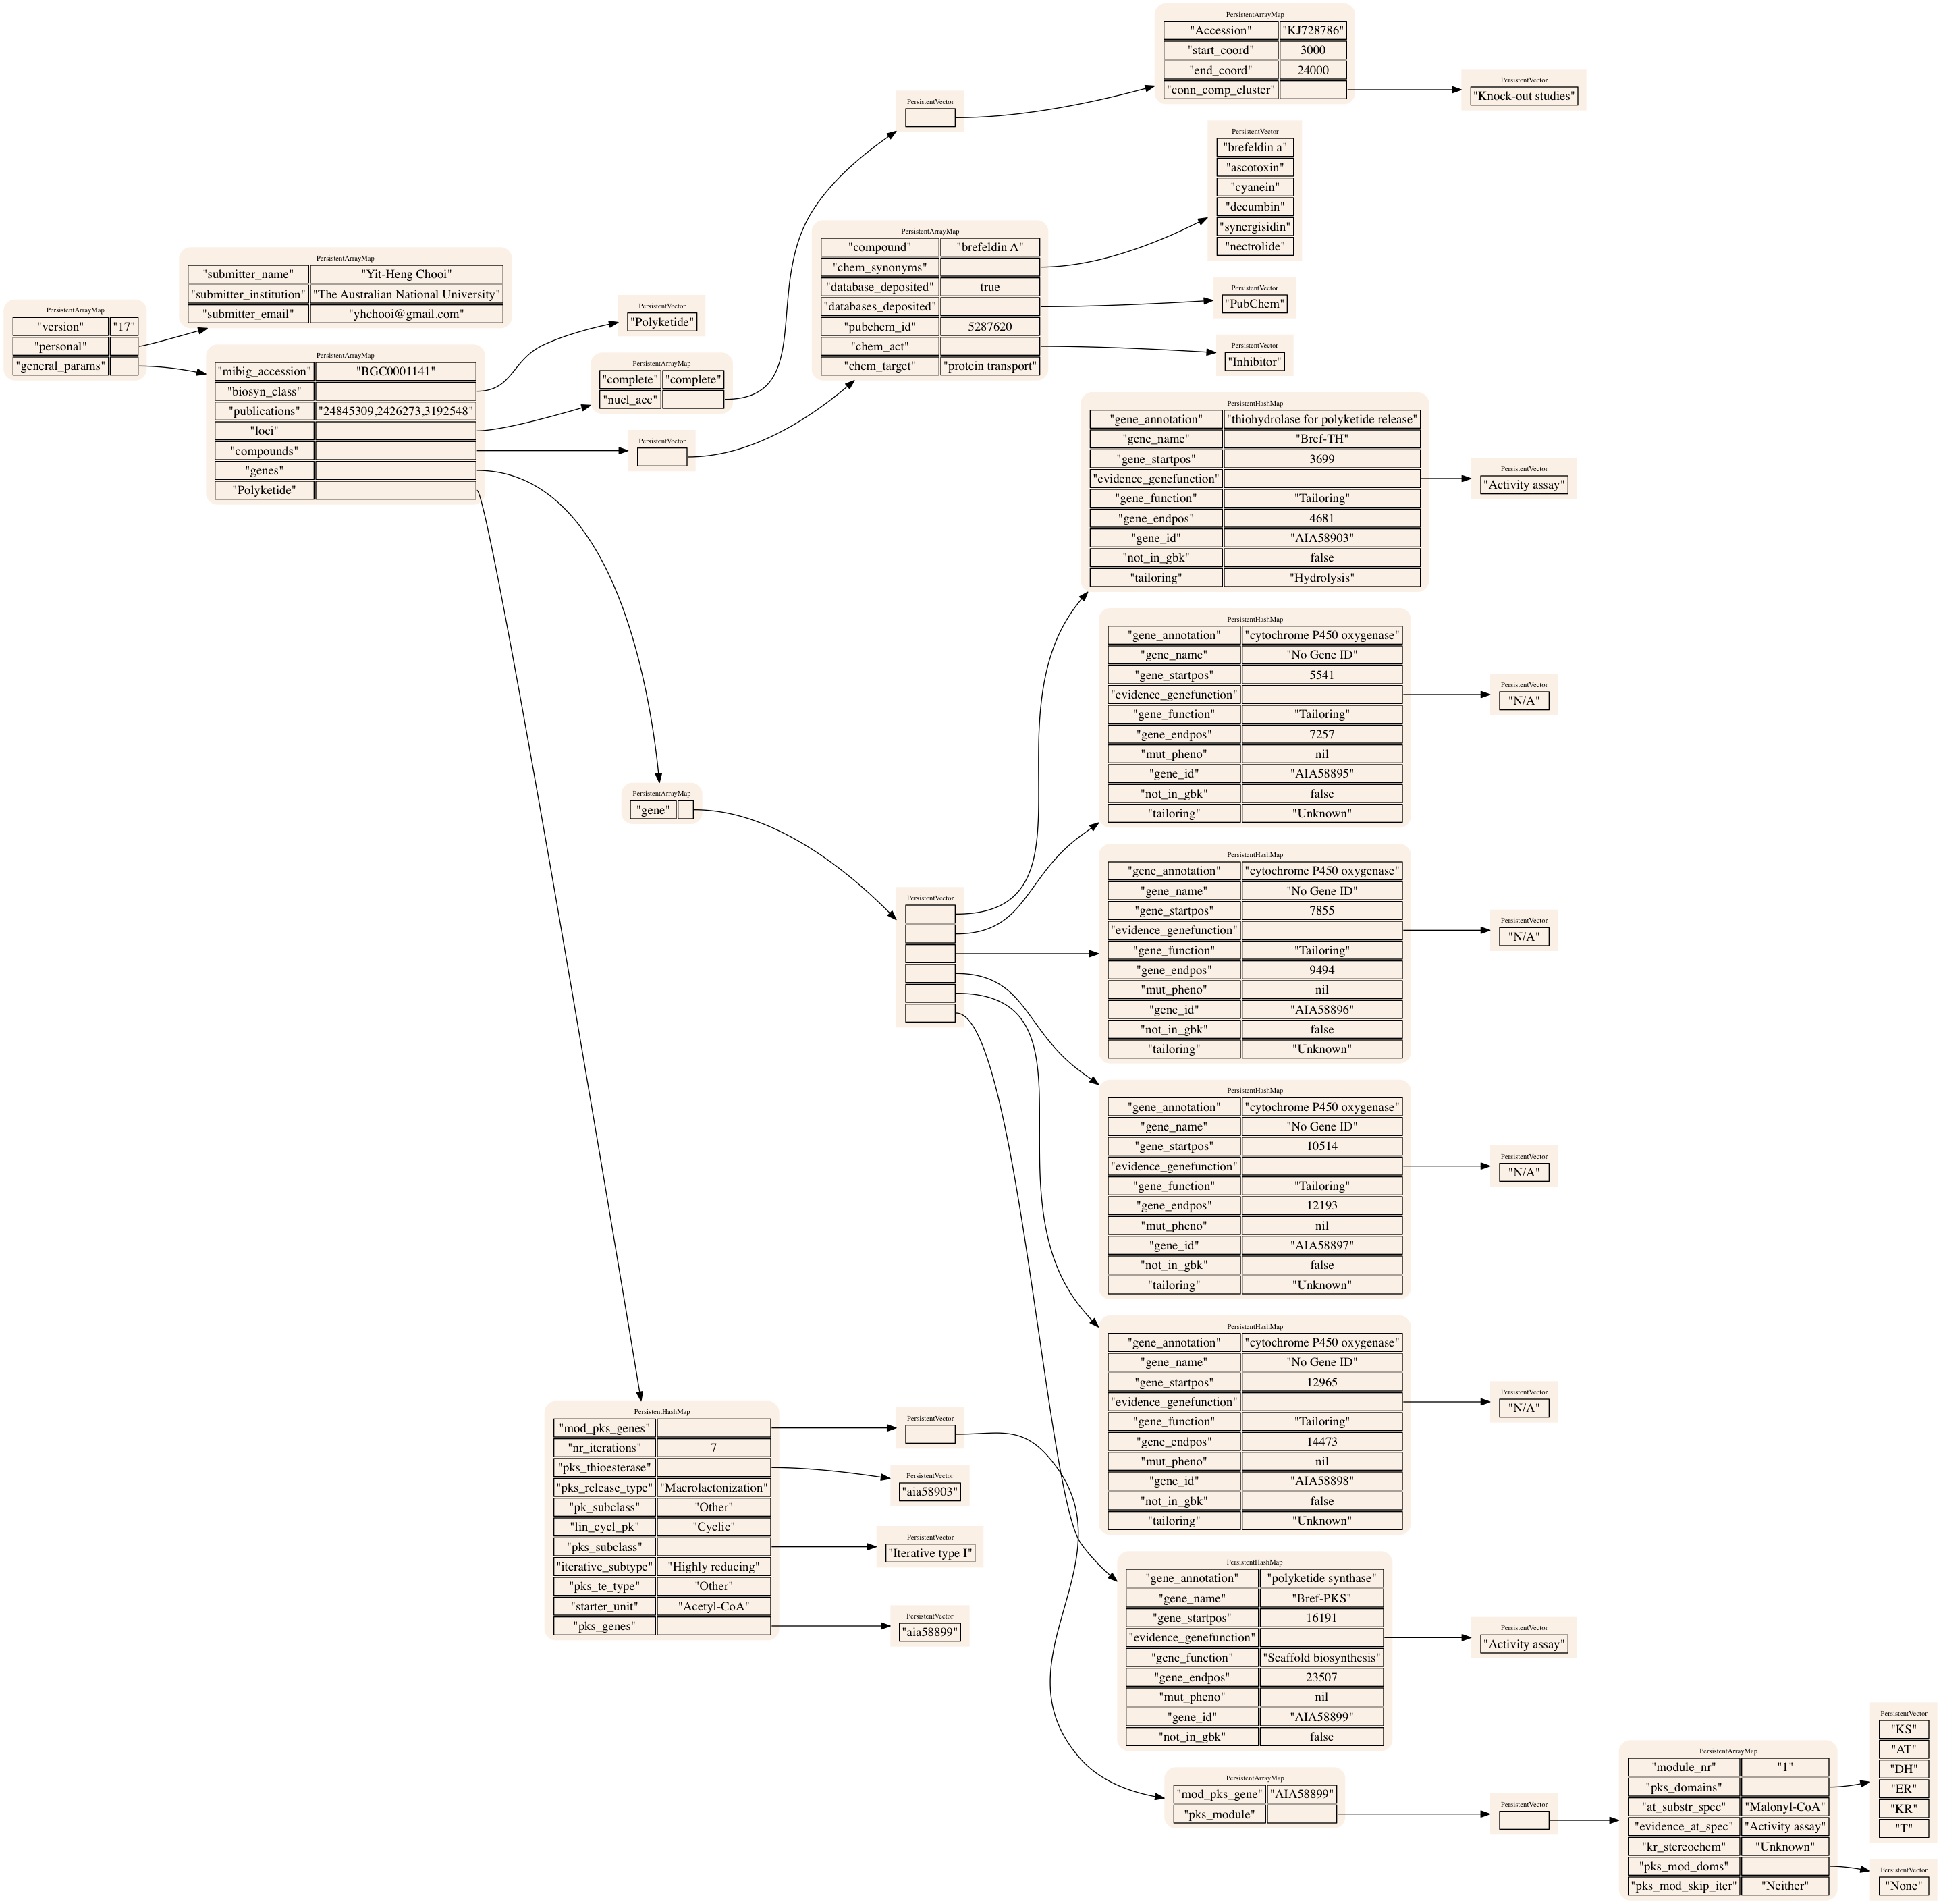 PersistentArrayMap
"version" "17"
"personal"
"general_params"
PersistentArrayMap
"submitter_name" "Yit-Heng Chooi"
"submitter_institution" "The Australian National University"
"submitter_email" "yhchooi@gmail.com"
PersistentArrayMap
"mibig_accession" "BGC0001141"
"biosyn_class"
"publications" "24845309,2426273,3192548"
"loci"
"compounds"
"genes"
"Polyketide"
PersistentVector
"Polyketide"
PersistentArrayMap
"complete" "complete"
"nucl_acc"
PersistentVector
PersistentVector
PersistentArrayMap
"Accession" "KJ728786"
"start_coord" 3000
"end_coord" 24000
"conn_comp_cluster"
PersistentVector
"Knock-out studies"
PersistentArrayMap
"compound" "brefeldin A"
"chem_synonyms"
"database_deposited" true
"databases_deposited"
"pubchem_id" 5287620
"chem_act"
"chem_target" "protein transport"
PersistentVector
"brefeldin a"
"ascotoxin"
"cyanein"
"decumbin"
"synergisidin"
"nectrolide"
PersistentVector
"PubChem"
PersistentVector
"Inhibitor"
PersistentArrayMap
"gene"
PersistentVector
PersistentHashMap
"gene_annotation" "thiohydrolase for polyketide release"
"gene_name" "Bref-TH"
"gene_startpos" 3699
"evidence_genefunction"
"gene_function" "Tailoring"
"gene_endpos" 4681
"gene_id" "AIA58903"
"not_in_gbk" false
"tailoring" "Hydrolysis"
PersistentVector
"Activity assay"
PersistentHashMap
"gene_annotation" "cytochrome P450 oxygenase"
"gene_name" "No Gene ID"
"gene_startpos" 5541
"evidence_genefunction"
"gene_function" "Tailoring"
"gene_endpos" 7257
"mut_pheno" nil
"gene_id" "AIA58895"
"not_in_gbk" false
"tailoring" "Unknown"
PersistentVector
"N/A"
PersistentHashMap
"gene_annotation" "cytochrome P450 oxygenase"
"gene_name" "No Gene ID"
"gene_startpos" 7855
"evidence_genefunction"
"gene_function" "Tailoring"
"gene_endpos" 9494
"mut_pheno" nil
"gene_id" "AIA58896"
"not_in_gbk" false
"tailoring" "Unknown"
PersistentVector
"N/A"
PersistentHashMap
"gene_annotation" "cytochrome P450 oxygenase"
"gene_name" "No Gene ID"
"gene_startpos" 10514
"evidence_genefunction"
"gene_function" "Tailoring"
"gene_endpos" 12193
"mut_pheno" nil
"gene_id" "AIA58897"
"not_in_gbk" false
"tailoring" "Unknown"
PersistentVector
"N/A"
PersistentHashMap
"gene_annotation" "cytochrome P450 oxygenase"
"gene_name" "No Gene ID"
"gene_startpos" 12965
"evidence_genefunction"
"gene_function" "Tailoring"
"gene_endpos" 14473
"mut_pheno" nil
"gene_id" "AIA58898"
"not_in_gbk" false
"tailoring" "Unknown"
PersistentVector
"N/A"
PersistentHashMap
"gene_annotation" "polyketide synthase"
"gene_name" "Bref-PKS"
"gene_startpos" 16191
"evidence_genefunction"
"gene_function" "Scaffold biosynthesis"
"gene_endpos" 23507
"mut_pheno" nil
"gene_id" "AIA58899"
"not_in_gbk" false
PersistentVector
"Activity assay"
PersistentHashMap
"mod_pks_genes"
"nr_iterations" 7
"pks_thioesterase"
"pks_release_type" "Macrolactonization"
"pk_subclass" "Other"
"lin_cycl_pk" "Cyclic"
"pks_subclass"
"iterative_subtype" "Highly reducing"
"pks_te_type" "Other"
"starter_unit" "Acetyl-CoA"
"pks_genes"
PersistentVector
PersistentVector
"aia58903"
PersistentVector
"Iterative type I"
PersistentVector
"aia58899"
PersistentArrayMap
"mod_pks_gene" "AIA58899"
"pks_module"
PersistentVector
PersistentArrayMap
"module_nr" "1"
"pks_domains"
"at_substr_spec" "Malonyl-CoA"
"evidence_at_spec" "Activity assay"
"kr_stereochem" "Unknown"
"pks_mod_doms"
"pks_mod_skip_iter" "Neither"
PersistentVector
"KS"
"AT"
"DH"
"ER"
"KR"
"T"
PersistentVector
"None"